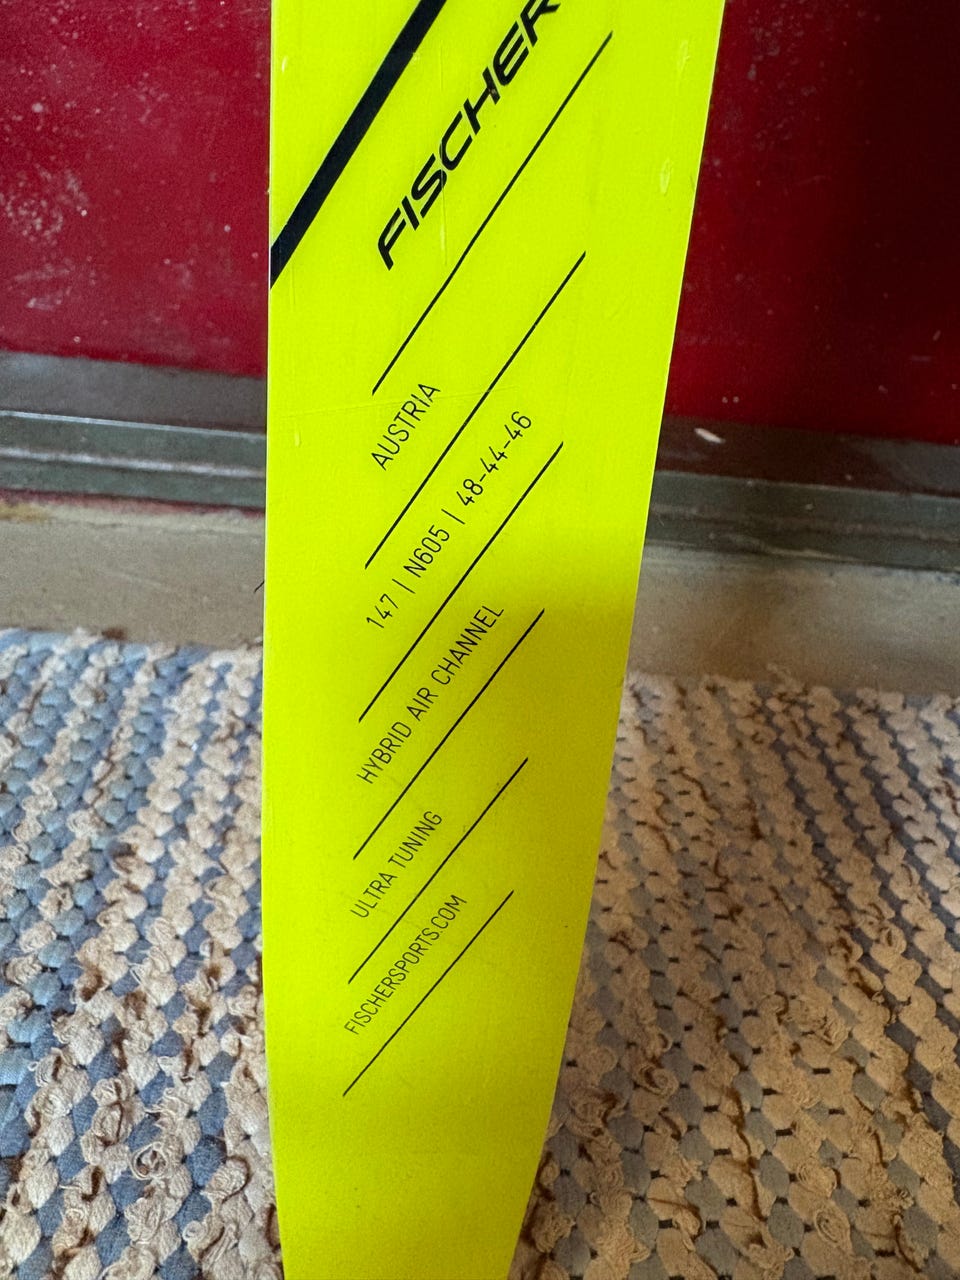 FISCHER
AUSTRIA
147 | N605 | 48-44-46
HYBRID AIR CHANNEL
ULTRA TUNING
FISCHERSPORTS.COM